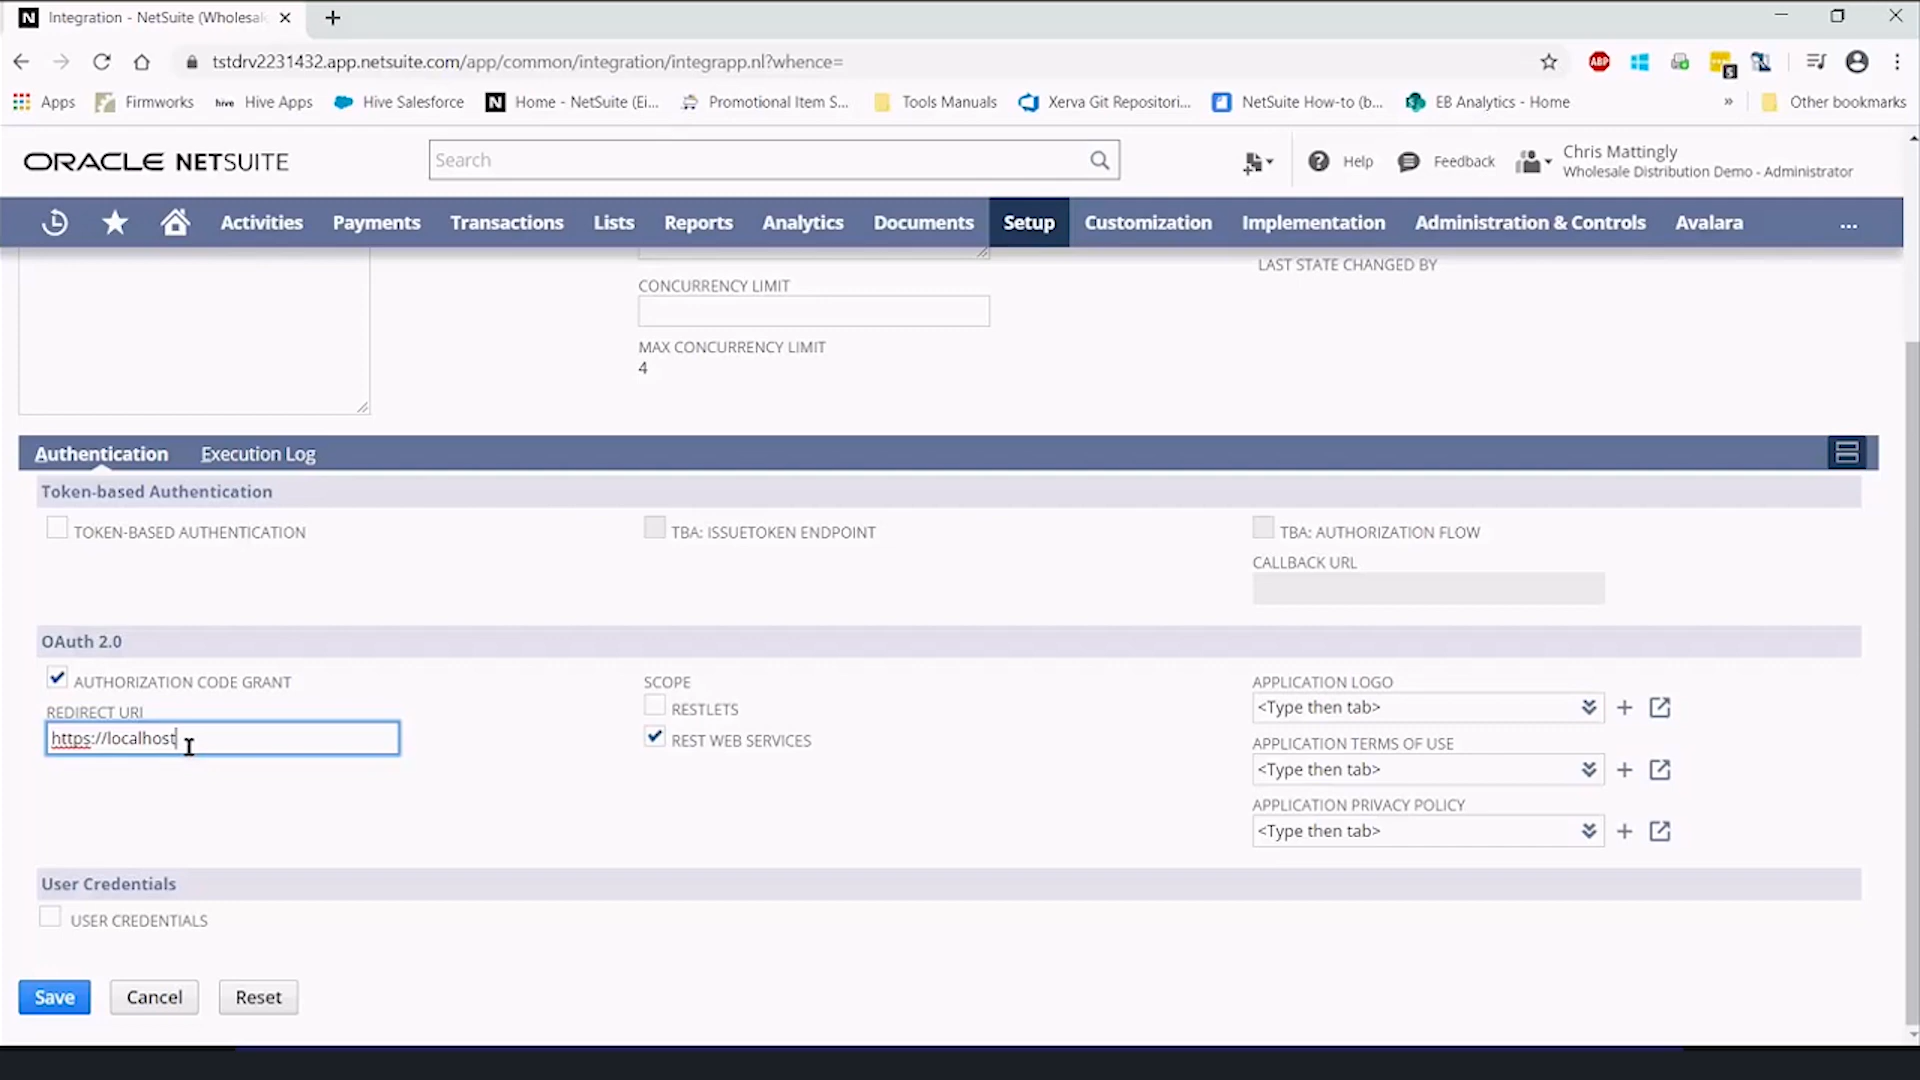 Integration - NetSuite (Wholesal
tstdrv2231432.app.netsuite.com/app/common/integration/integrapp.nl?whence=
ABP
Apps
Firmworks
hive Hive Apps
Hive Salesforce
N Home - NetSuite (Ei...
Promotional Item S...
Tools Manuals
Xerva Git Repositori...
NetSuite How-to (b...
EB Analytics - Home
»
Other bookmarks
ORACLE NETSUITE
Search
Help
Feedback
Chris Mattingly
Wholesale Distribution Demo - Administrator
Activities
Payments
Transactions
Lists
Reports
Analytics
Documents
Setup
Customization
Implementation
Administration & Controls
Avalara
...
LAST STATE CHANGED BY
CONCURRENCY LIMIT
MAX CONCURRENCY LIMIT
4
Authentication
Execution Log
Token-based Authentication
TOKEN-BASED AUTHENTICATION
TBA: ISSUETOKEN ENDPOINT
TBA: AUTHORIZATION FLOW
CALLBACK URL
OAuth 2.0
AUTHORIZATION CODE GRANT
REDIRECT URI
https://localhost
SCOPE
RESTLETS
REST WEB SERVICES
APPLICATION LOGO
<Type then tab>
APPLICATION TERMS OF USE
<Type then tab>
APPLICATION PRIVACY POLICY
<Type then tab>
User Credentials
USER CREDENTIALS
Save
Cancel
Reset